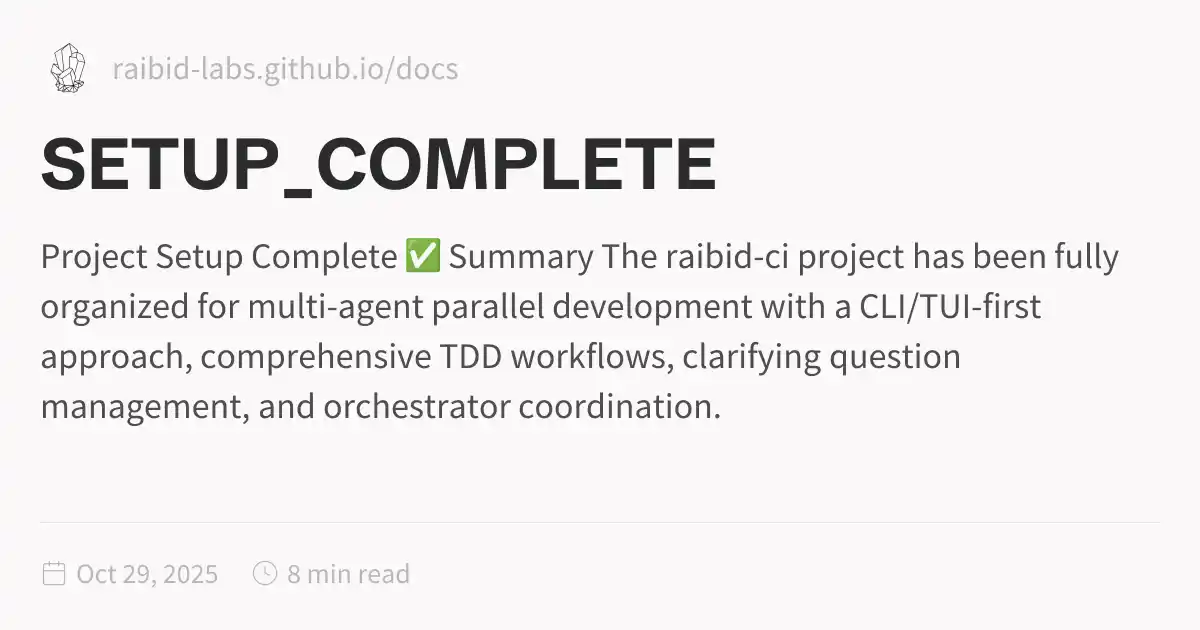 raibid-labs.github.io/docs
SETUP_COMPLETE
Project Setup Complete ✅ Summary The raibid-ci project has been fully
organized for multi-agent parallel development with a CLI/TUI-first
approach, comprehensive TDD workflows, clarifying question
management, and orchestrator coordination.
Oct 29, 2025 8 min read